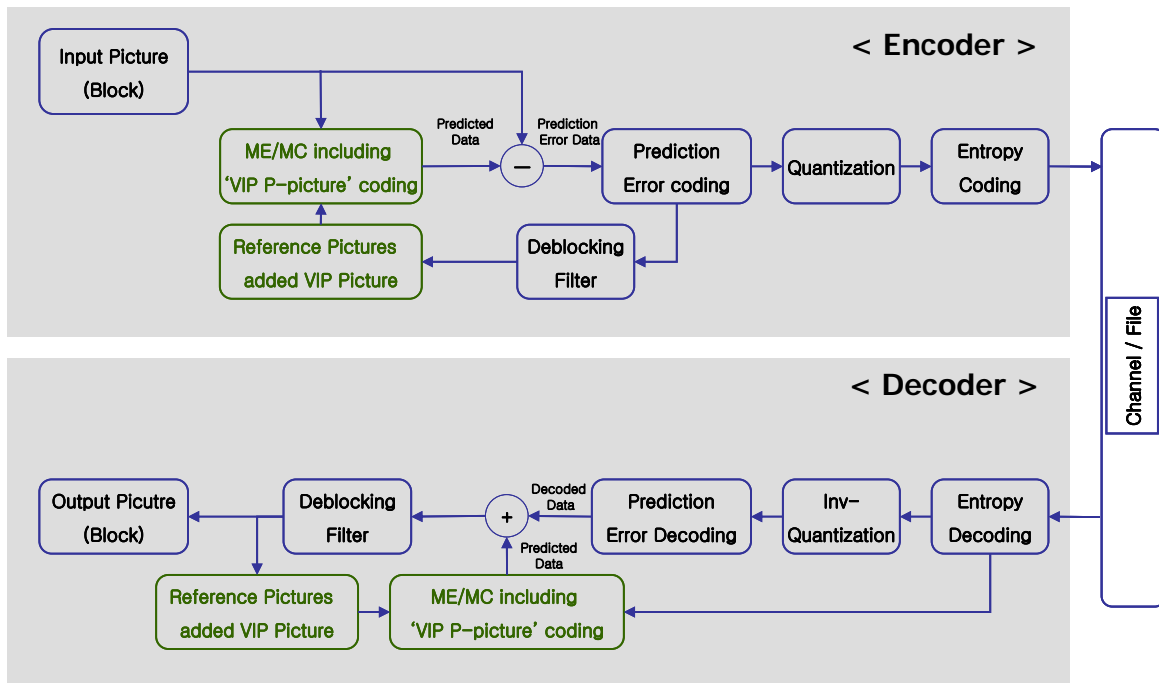 < Encoder >
Input Picture
(Block)
Predicted
Data
Prediction
Error Data
ME/MC including
‘VIP P-picture’ coding
−
Prediction
Error coding
Quantization
Entropy
Coding
Reference Pictures
added VIP Picture
Deblocking
Filter
Channel / File
< Decoder >
Output Picutre
(Block)
Deblocking
Filter
+
Decoded
Data
Prediction
Error Decoding
Inv-
Quantization
Entropy
Decoding
Predicted
Data
Reference Pictures
added VIP Picture
ME/MC including
‘VIP P-picture’ coding